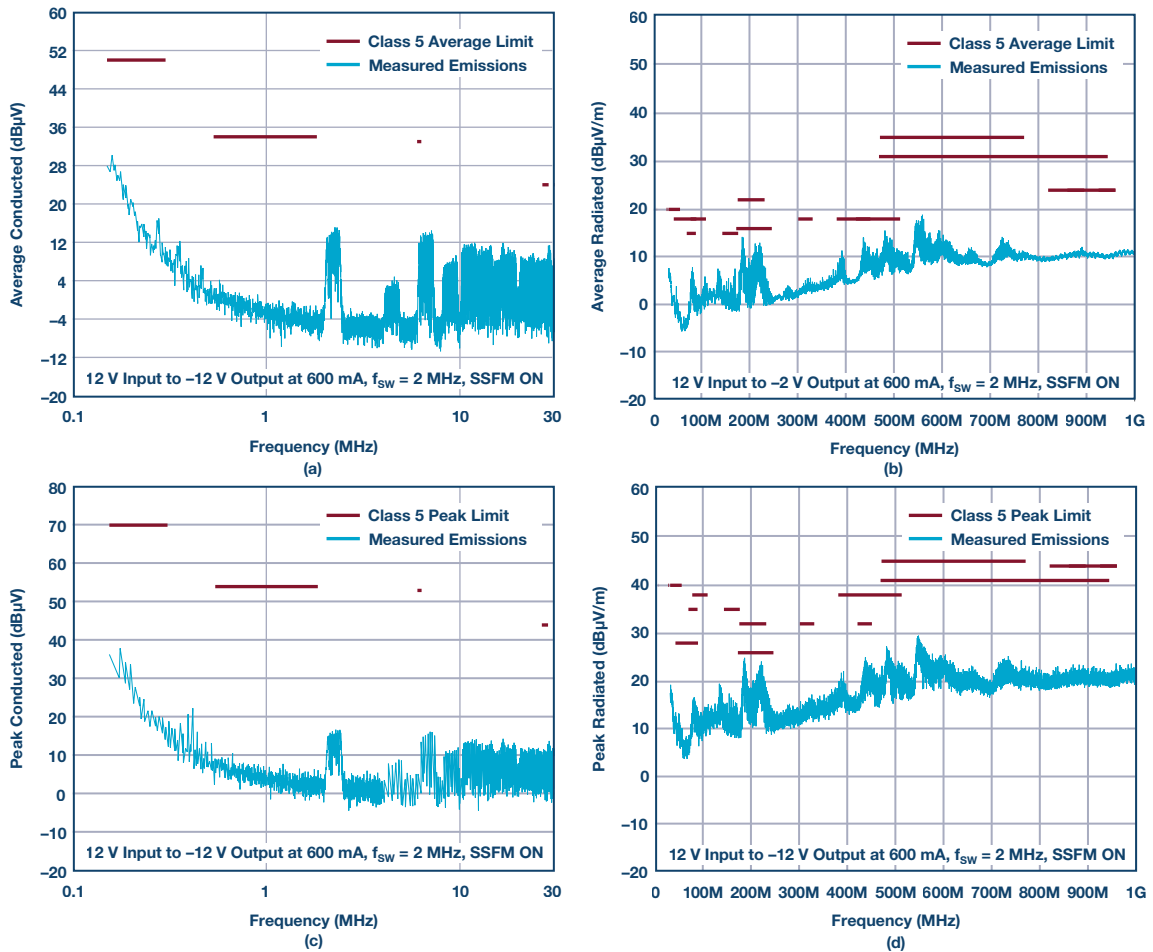 60
52
44
36
28
20
12
4
−4
−12
−20
Average Conducted (dBµV)
Class 5 Average Limit
Measured Emissions
12 V Input to −12 V Output at 600 mA, fSW = 2 MHz, SSFM ON
0.1
1
10
30
Frequency (MHz)
(a)
60
50
40
30
20
10
0
−10
−20
Average Radiated (dBµV/m)
Class 5 Average Limit
Measured Emissions
12 V Input to −2 V Output at 600 mA, fSW = 2 MHz, SSFM ON
0
100M
200M
300M
400M
500M
600M
700M
800M
900M
1G
Frequency (MHz)
(b)
80
70
60
50
40
30
20
10
0
−10
−20
Peak Conducted (dBµV)
Class 5 Peak Limit
Measured Emissions
12 V Input to −12 V Output at 600 mA, fSW = 2 MHz, SSFM ON
0.1
1
10
30
Frequency (MHz)
(c)
60
50
40
30
20
10
0
−10
−20
Peak Radiated (dBµV/m)
Class 5 Peak Limit
Measured Emissions
12 V Input to −12 V Output at 600 mA, fSW = 2 MHz, SSFM ON
0
100M
200M
300M
400M
500M
600M
700M
800M
900M
1G
Frequency (MHz)
(d)